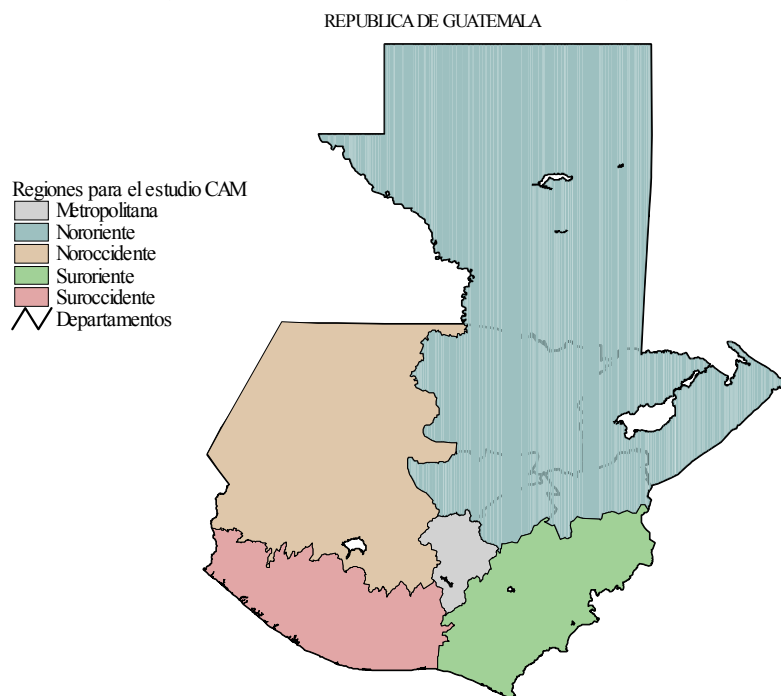 REPUBLICA DE GUATEMALA
Regiones para el estudio CAM
Metropolitana
Nororiente
Noroccidente
Suroriente
Suroccidente
Departamentos